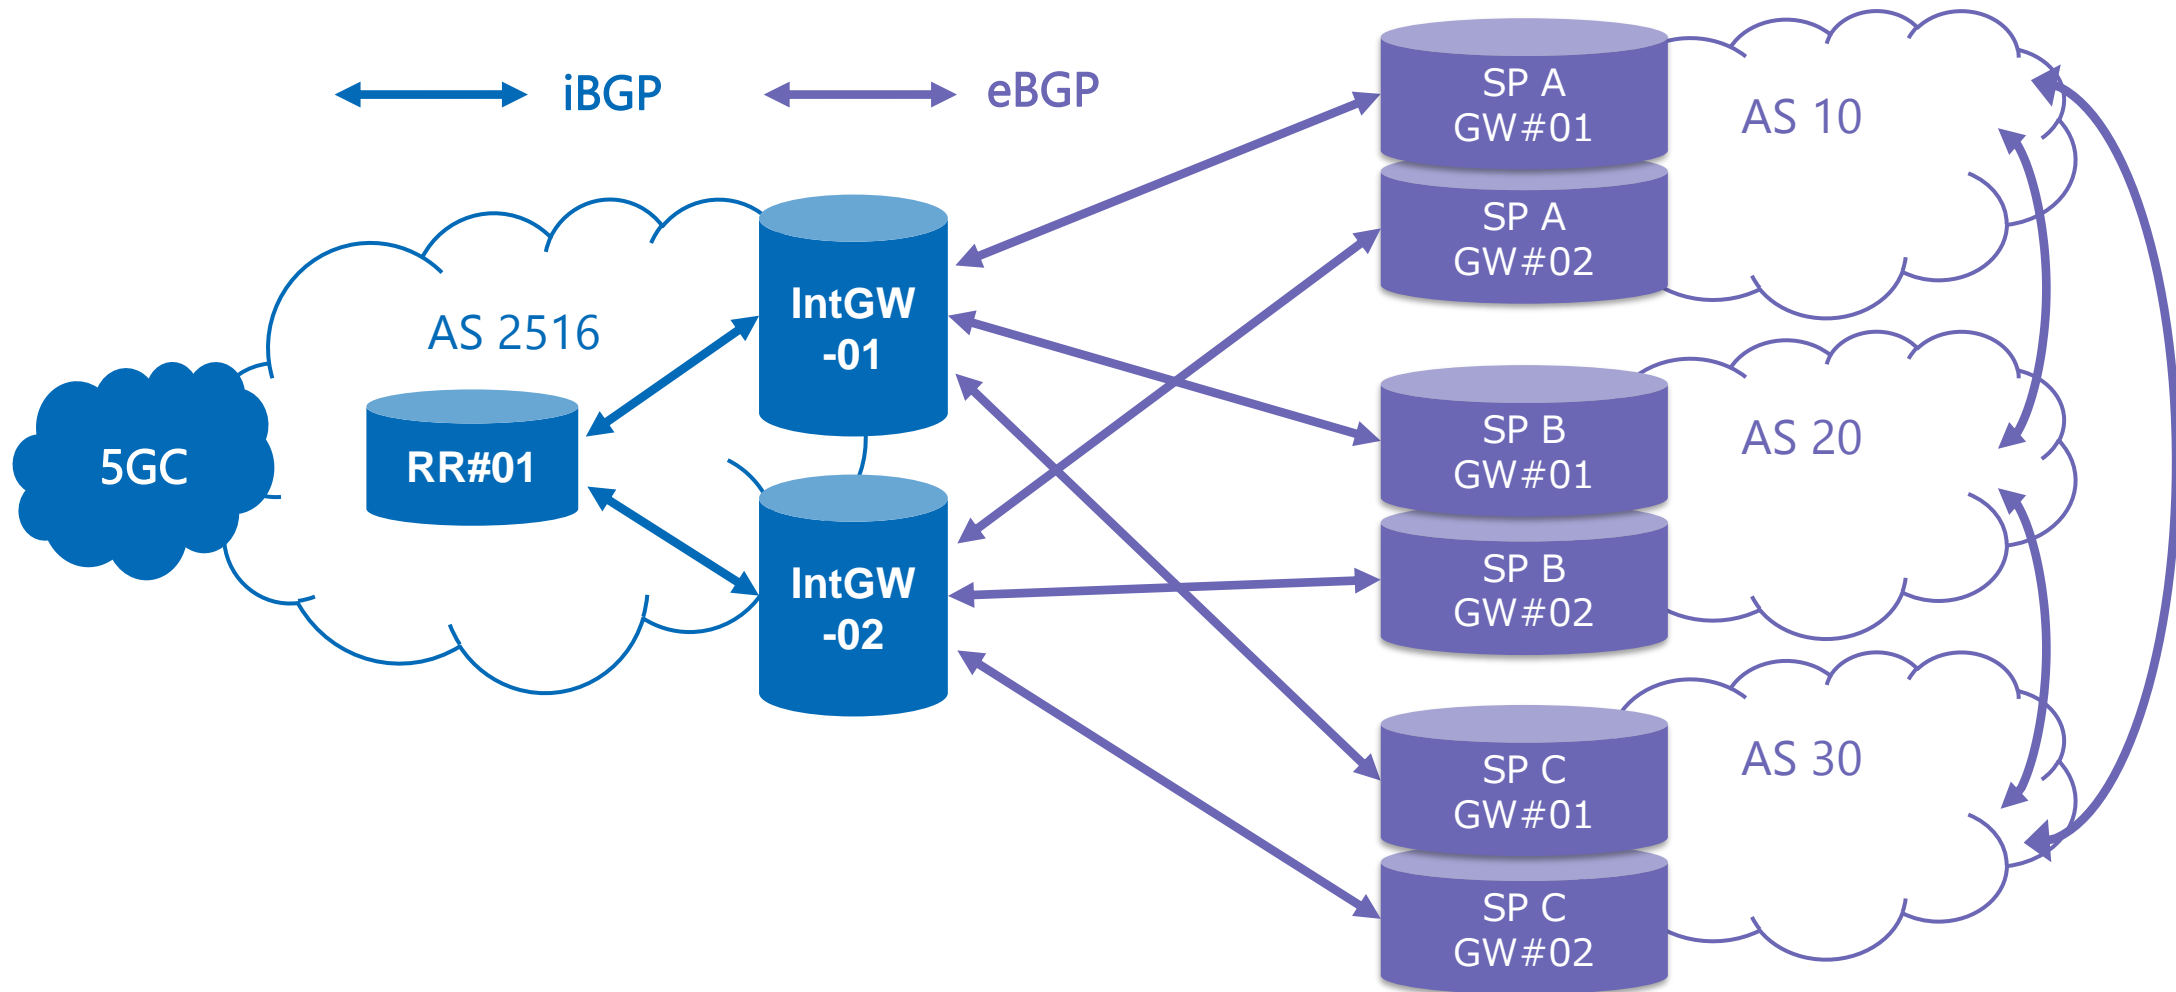 iBGP
eBGP
5GC
AS 2516
RR#01
IntGW
-01
IntGW
-02
SP A
GW#01
SP A
GW#02
AS 10
SP B
GW#01
SP B
GW#02
AS 20
SP C
GW#01
SP C
GW#02
AS 30